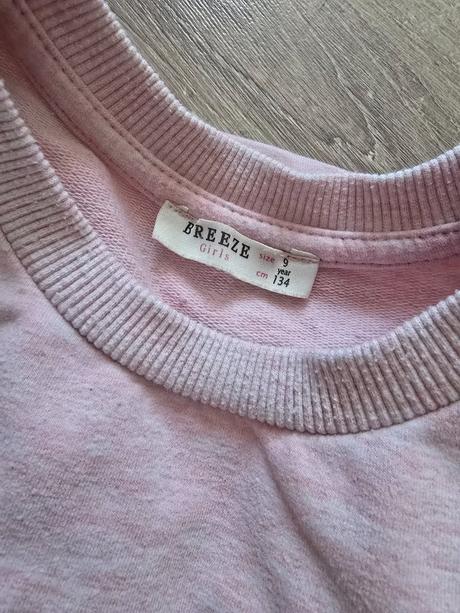 BREEZE
Girls
size 9 year
cm 134